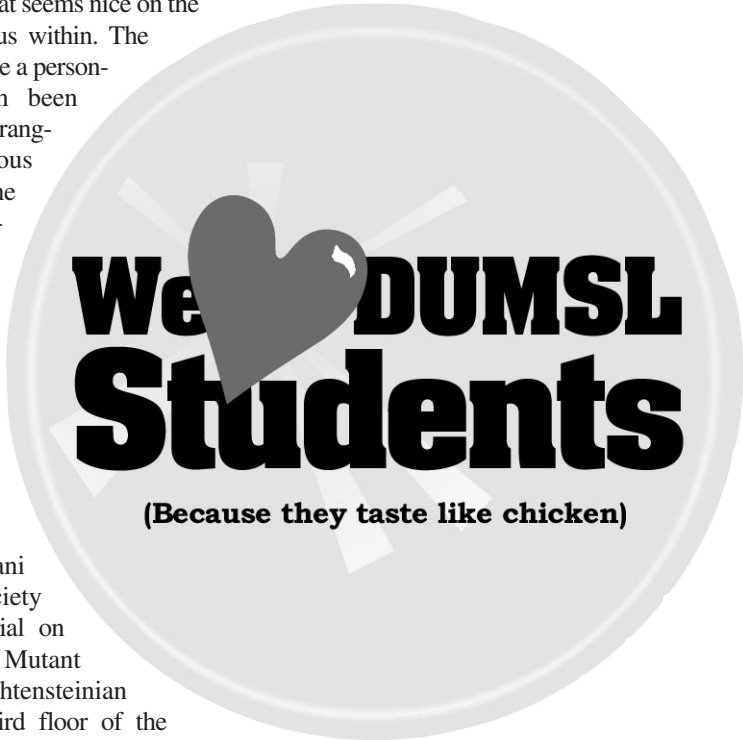 at seems nice on the
us within. The
e a person-
n been
rang-
ous
ne
-
We DUMSL
Students
(Because they taste like chicken)
ani
ciety
ial on
Mutant
htensteinian
ird floor of the